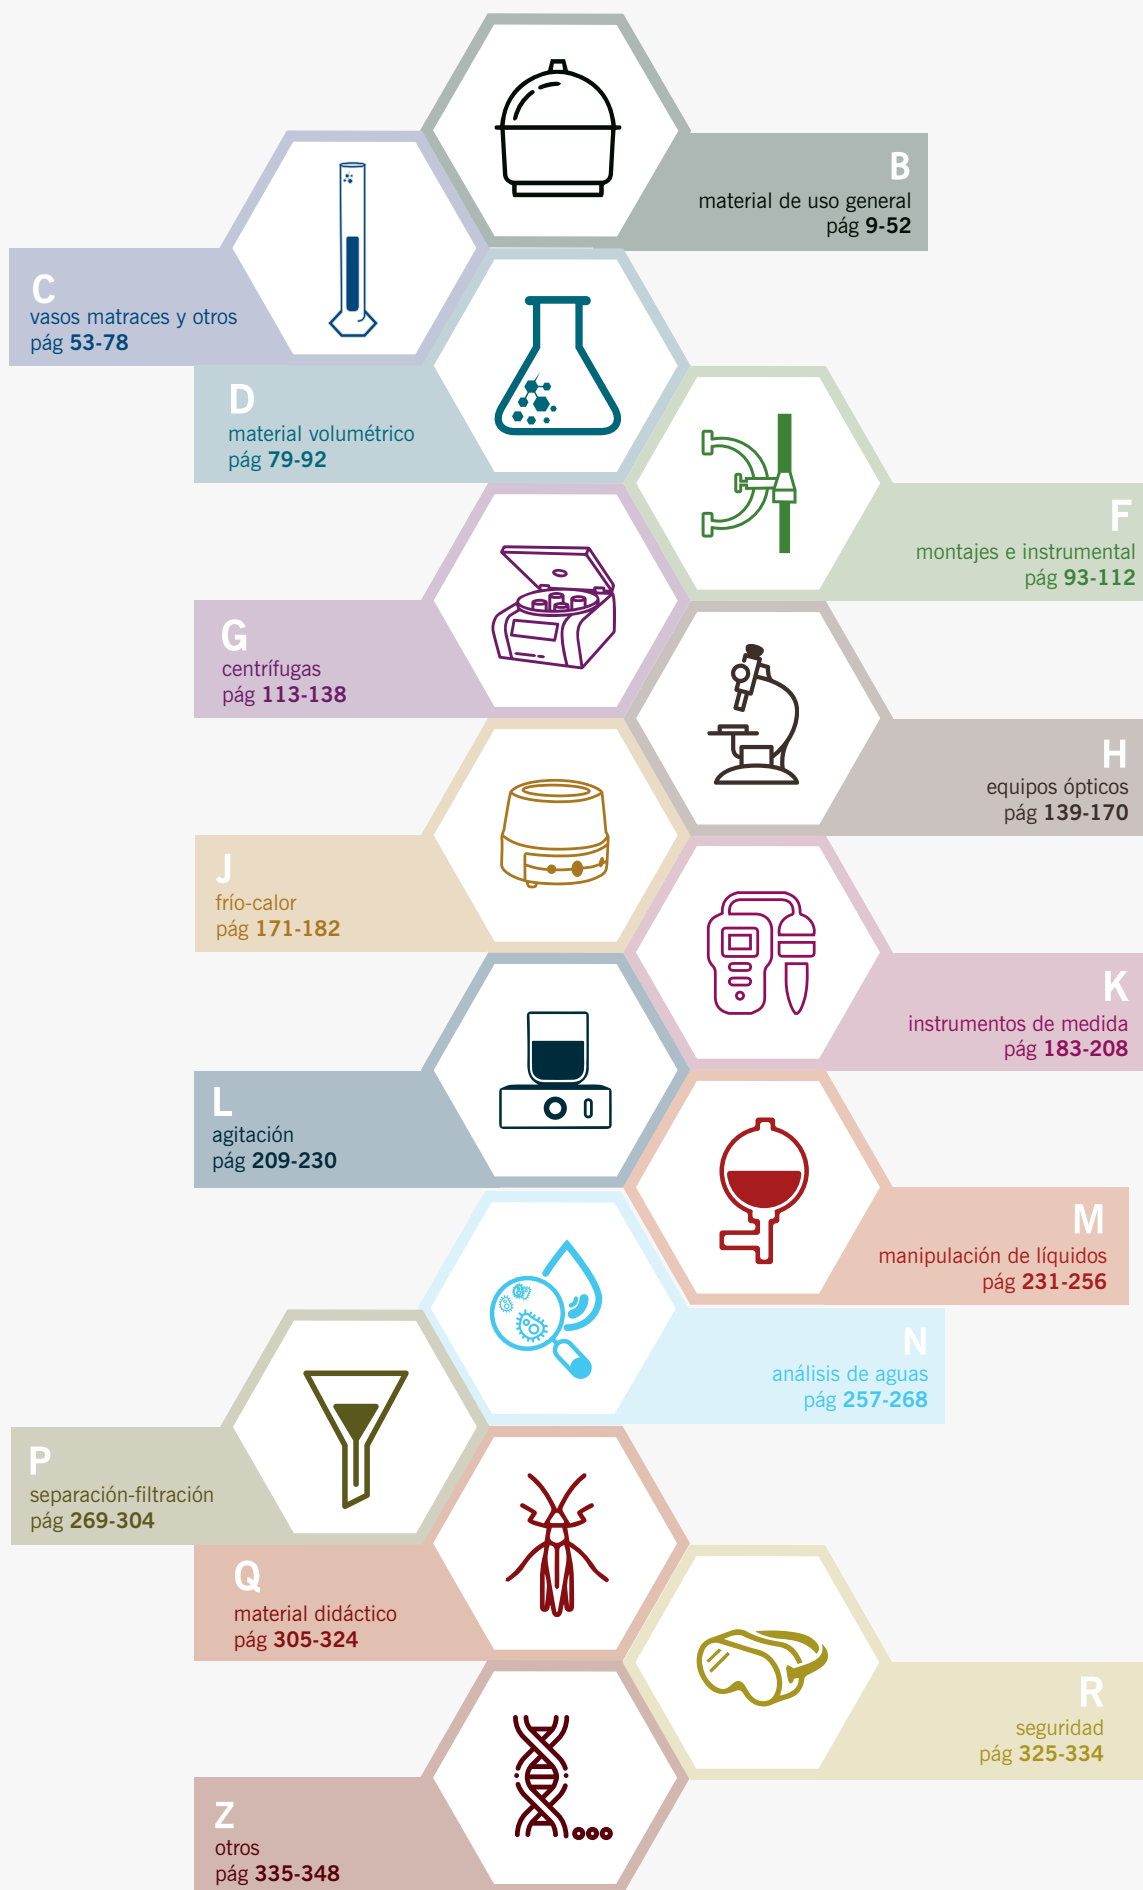 B
material de uso general
pág 9-52
C
vasos matraces y otros
pág 53-78
D
material volumétrico
pág 79-92
F
montajes e instrumental
pág 93-112
G
centrífugas
pág 113-138
H
equipos ópticos
pág 139-170
J
frío-calor
pág 171-182
K
instrumentos de medida
pág 183-208
L
agitación
pág 209-230
M
manipulación de líquidos
pág 231-256
N
análisis de aguas
pág 257-268
P
separación-filtración
pág 269-304
Q
material didáctico
pág 305-324
R
seguridad
pág 325-334
Z
otros
pág 335-348